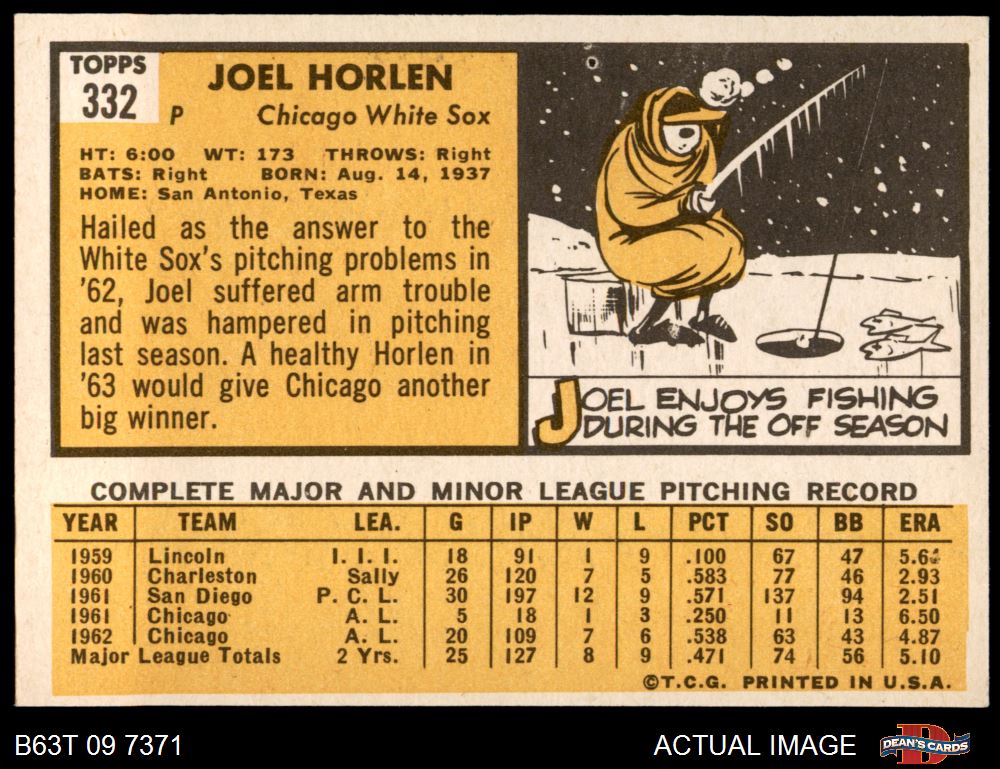 TOPPS
332
JOEL HORLEN
P Chicago White Sox
HT: 6:00 WT: 173 THROWS: Right
BATS: Right BORN: Aug. 14, 1937
HOME: San Antonio, Texas
Hailed as the answer to the
White Sox's pitching problems in
'62, Joel suffered arm trouble
and was hampered in pitching
last season. A healthy Horlen in
'63 would give Chicago another
big winner.
JOEL ENJOYS FISHING
DURING THE OFF SEASON
COMPLETE MAJOR AND MINOR LEAGUE PITCHING RECORD
YEAR TEAM LEA. G IP W L PCT SO BB ERA
1959 Lincoln I. I. I. 18 91 1 9 .100 67 47
1960 Charleston Sally 26 120 7 5 .583 77 46 2.93
1961 San Diego P. C. L. 30 197 12 9 .571 137 94 2.51
1961 Chicago A. L. 5 18 1 3 .250 11 13 6.50
1962 Chicago A. L. 20 109 7 6 .538 63 43 4.87
Major League Totals 2 Yrs. 25 127 8 9 .471 74 56 5.10
©T.C.G. PRINTED IN U.S.A.
B63T 09 7371
ACTUAL IMAGE
DEAN'S CARDS